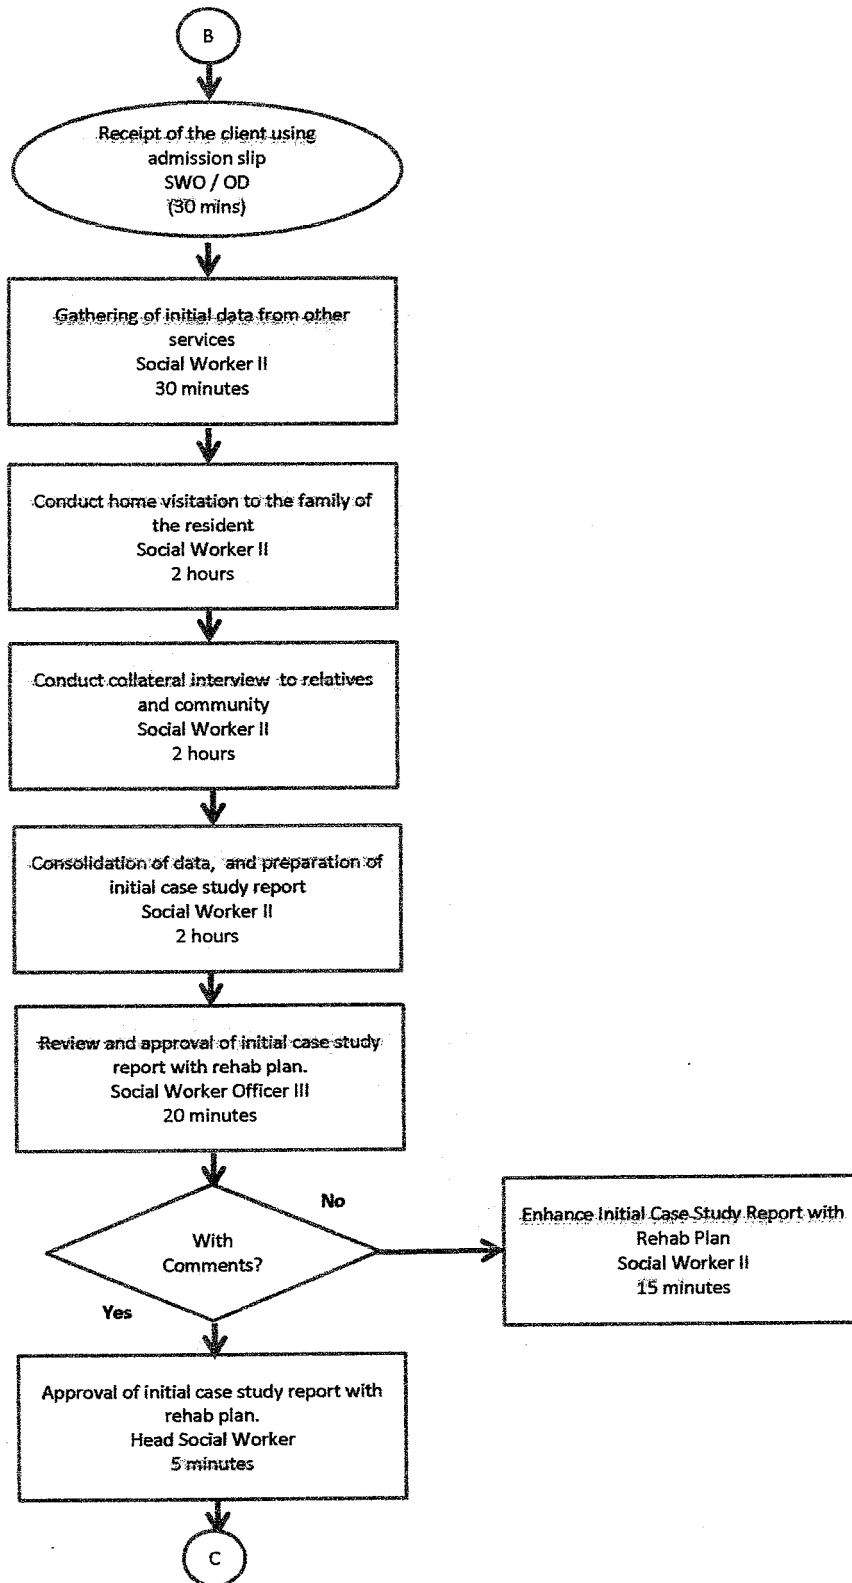 B
Receipt of the client using
admission slip
SWO / OD
(30 mins)
Gathering of initial data from other
services
Social Worker II
30 minutes
Conduct home visitation to the family of
the resident
Social Worker II
2 hours
Conduct collateral interview to relatives
and community
Social Worker II
2 hours
Consolidation of data, and preparation of
initial case study report
Social Worker II
2 hours
Review and approval of initial case study
report with rehab plan.
Social Worker Officer III
20 minutes
With
Comments?
No
Enhance Initial Case Study Report with
Rehab Plan
Social Worker II
15 minutes
Yes
Approval of initial case study report with
rehab plan.
Head Social Worker
5 minutes
C